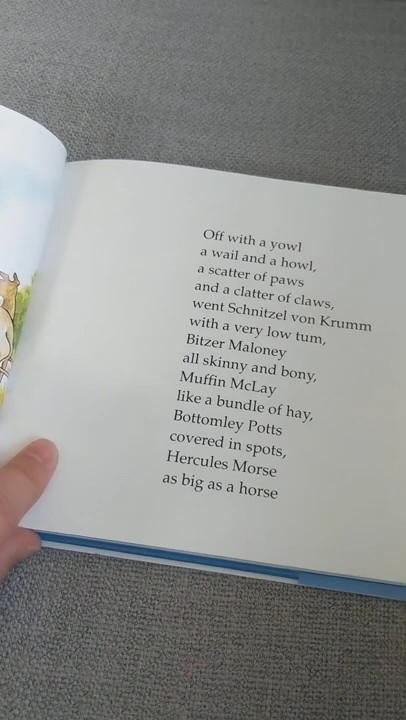 Off with a yowl
a wail and a howl,
a scatter of paws
and a clatter of claws,
went Schnitzel von Krumm
with a very low tum,
Bitzer Maloney
all skinny and bony,
Muffin McLay
like a bundle of hay,
Bottomley Potts
covered in spots,
Hercules Morse
as big as a horse